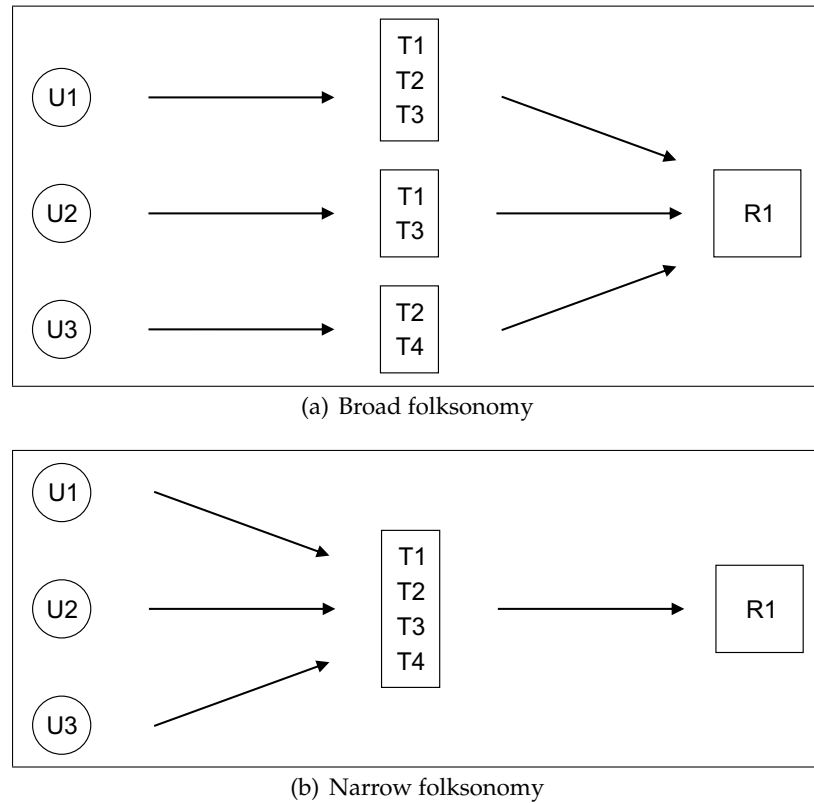 T1
U1
T2
T3
T1
U2
R1
T3
T2
U3
T4
(a) Broad folksonomy
U1
T1
T2
U2
R1
T3
T4
U3
(b) Narrow folksonomy